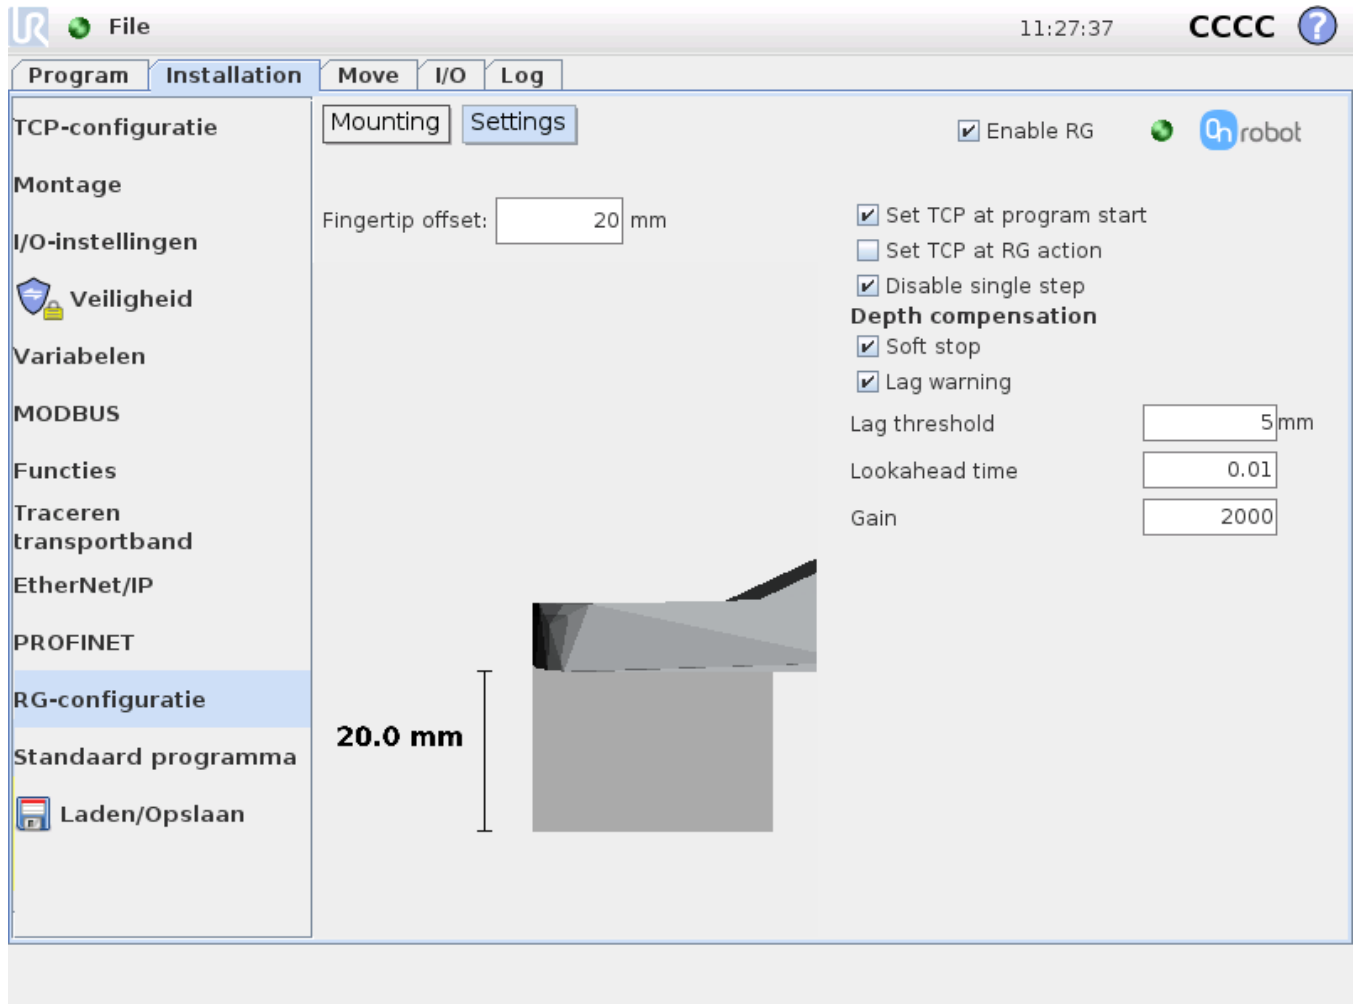 UR File 11:27:37 CCCC ?
Program Installation Move I/O Log
TCP-configuratie
Montage
I/O-instellingen
Veiligheid
Variabelen
MODBUS
Functies
Traceren
transportband
EtherNet/IP
PROFINET
RG-configuratie
Standaard programma
Laden/Opslaan
Mounting Settings
Enable RG On robot
Fingertip offset: 20 mm
20.0 mm
Set TCP at program start
Set TCP at RG action
Disable single step
Depth compensation
Soft stop
Lag warning
Lag threshold 5 mm
Lookahead time 0.01
Gain 2000